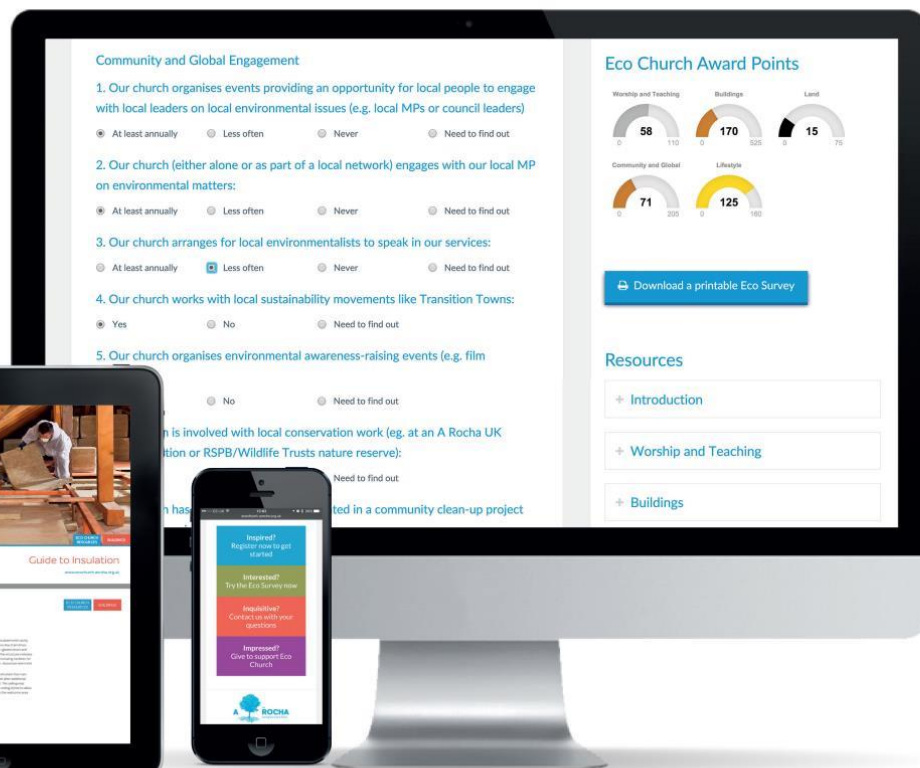 Community and Global Engagement
1. Our church organises events providing an opportunity for local people to engage
with local leaders on local environmental issues (e.g. local MPs or council leaders)
At least annually Less often Never Need to find out
2. Our church (either alone or as part of a local network) engages with our local MP
on environmental matters:
At least annually Less often Never Need to find out
3. Our church arranges for local environmentalists to speak in our services:
At least annually Less often Never Need to find out
4. Our church works with local sustainability movements like Transition Towns:
Yes No Need to find out
5. Our church organises environmental awareness-raising events (e.g. film
No Need to find out
is involved with local conservation work (eg. at an A Rocha UK
or RSPB/Wildlife Trusts nature reserve):
Need to find out
in a community clean-up project
Eco Church Award Points
Worship and Teaching Buildings Land
58 170 15
0 110 0 525 0 75
Community and Global Lifestyle
71 125
0 205 0 160
Download a printable Eco Survey
Resources
+ Introduction
+ Worship and Teaching
+ Buildings
Guide to Insulation
Inspired?
Register now to get
started
Interested?
Try the Eco Survey now
Inquisitive?
Contact us with your
questions
Impressed?
Give to support Eco
Church
A ROCHA